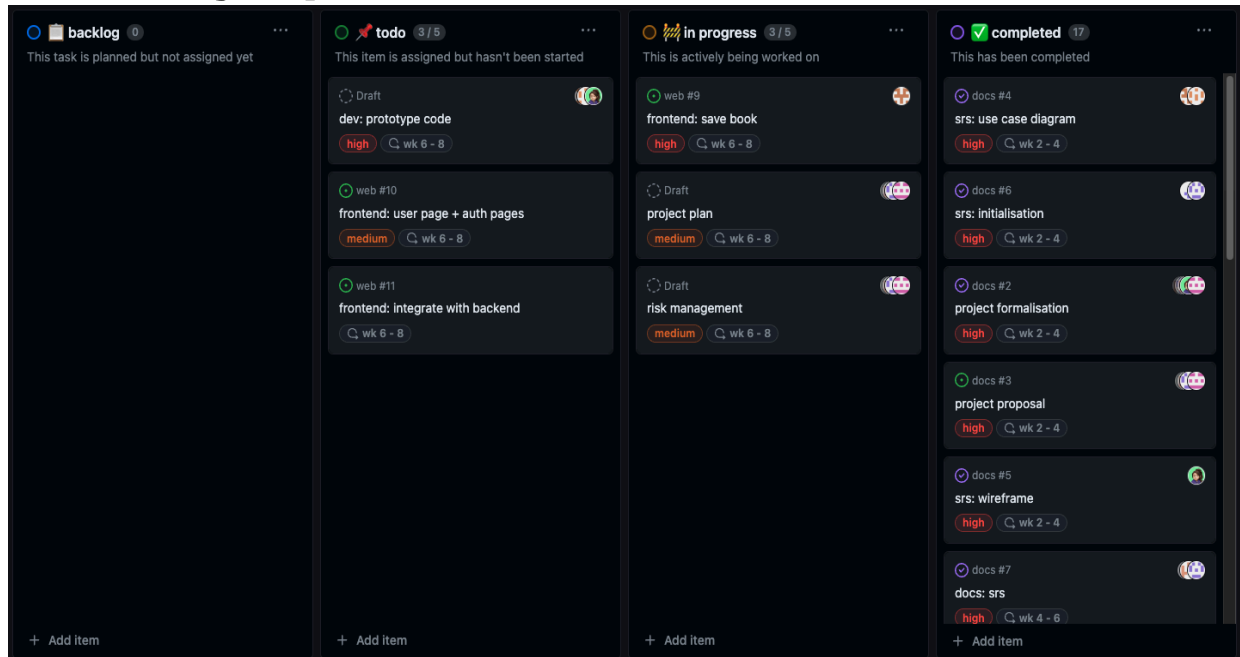 backlog 0
This task is planned but not assigned yet
+ Add item
todo 3 / 5
This item is assigned but hasn't been started
Draft
dev: prototype code
high wk 6 - 8
web #10
frontend: user page + auth pages
medium wk 6 - 8
web #11
frontend: integrate with backend
wk 6 - 8
+ Add item
in progress 3 / 5
This is actively being worked on
web #9
frontend: save book
high wk 6 - 8
Draft
project plan
medium wk 6 - 8
Draft
risk management
medium wk 6 - 8
+ Add item
completed 17
This has been completed
docs #4
srs: use case diagram
high wk 2 - 4
docs #6
srs: initialisation
high wk 2 - 4
docs #2
project formalisation
high wk 2 - 4
docs #3
project proposal
high wk 2 - 4
docs #5
srs: wireframe
high wk 2 - 4
docs #7
docs: srs
high wk 4 - 6
+ Add item